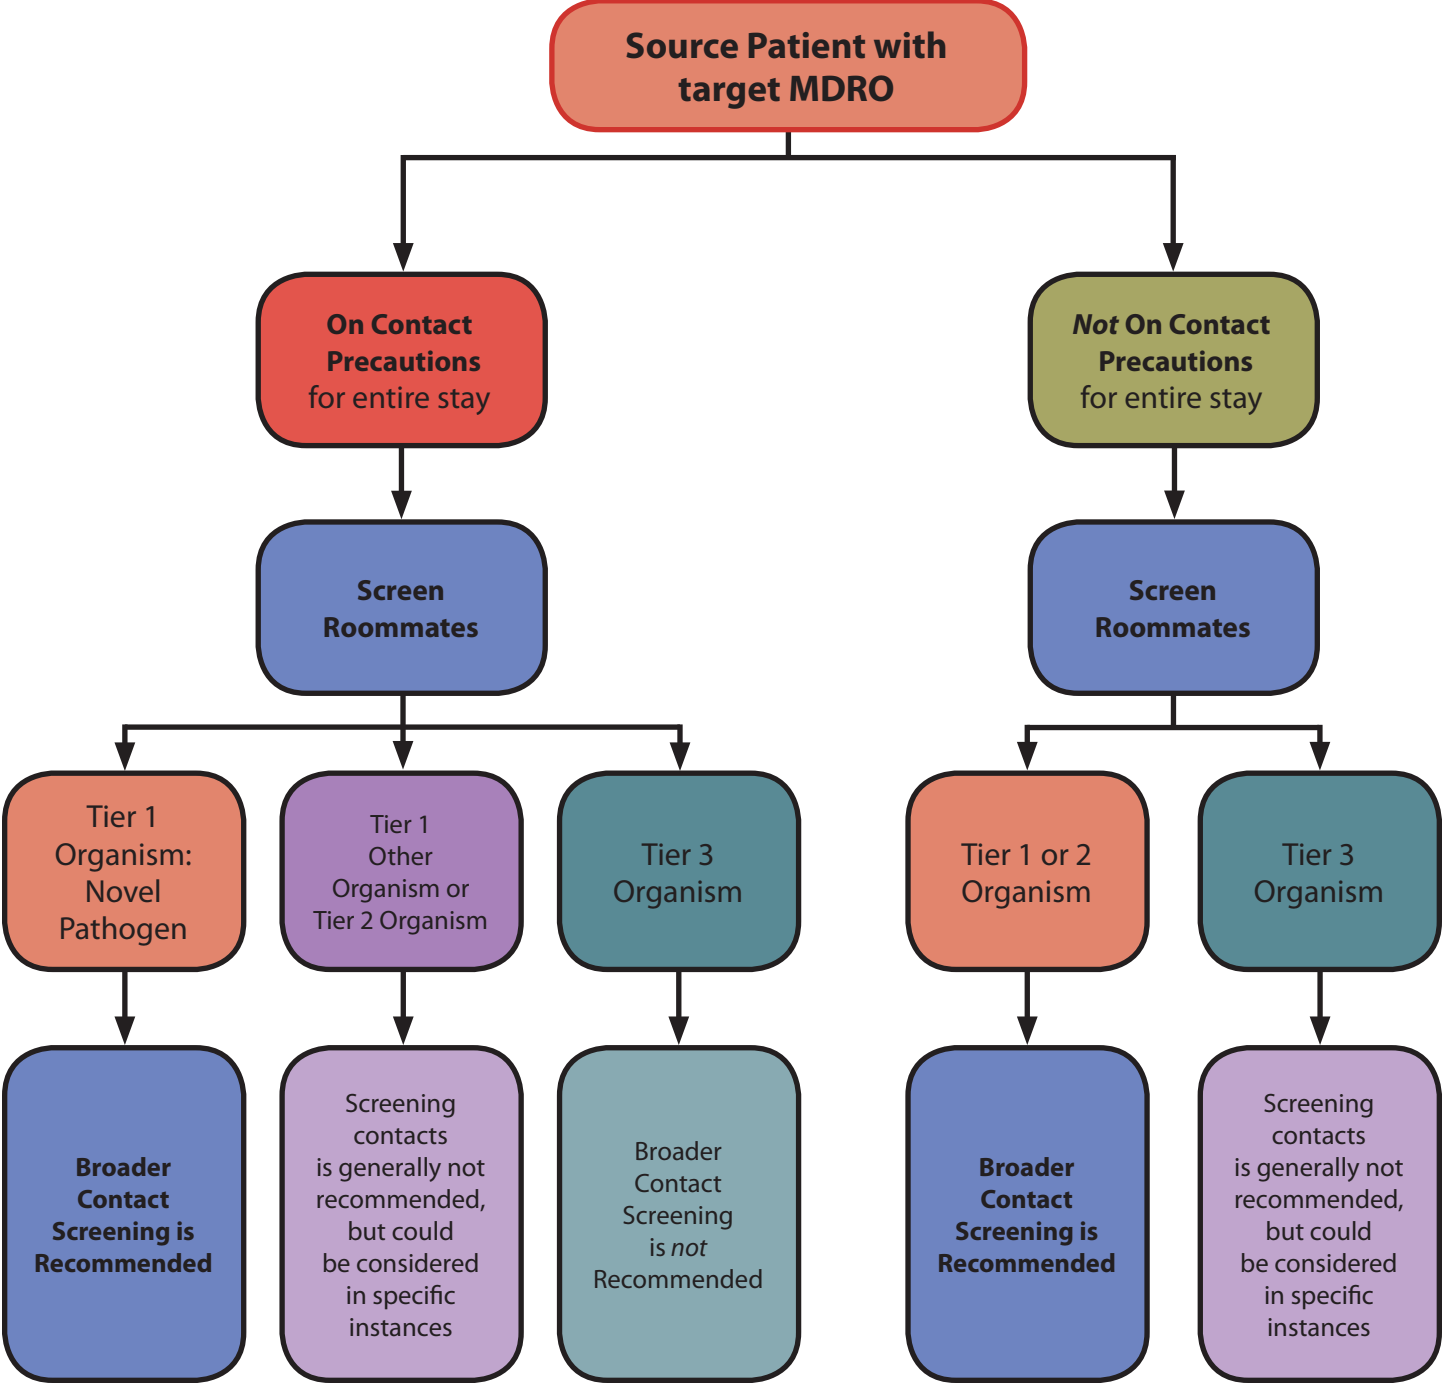 Source Patient with
target MDRO
On Contact
Precautions
for entire stay
Not On Contact
Precautions
for entire stay
Screen
Roommates
Screen
Roommates
Tier 1
Organism:
Novel
Pathogen
Tier 1
Other
Organism or
Tier 2 Organism
Tier 3
Organism
Tier 1 or 2
Organism
Tier 3
Organism
Broader
Contact
Screening is
Recommended
Screening
contacts
is generally not
recommended,
but could
be considered
in specific
instances
Broader
Contact
Screening
is not
Recommended
Broader
Contact
Screening is
Recommended
Screening
contacts
is generally not
recommended,
but could
be considered
in specific
instances